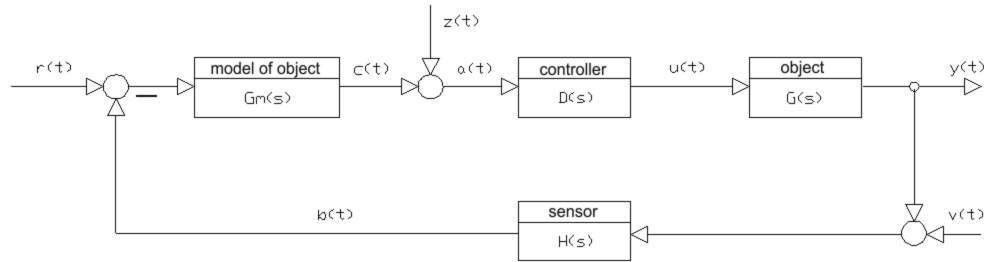 z(t)
r(t)
model of object
Gm(s)
c(t)
a(t)
controller
D(s)
u(t)
object
G(s)
y(t)
b(t)
sensor
H(s)
v(t)